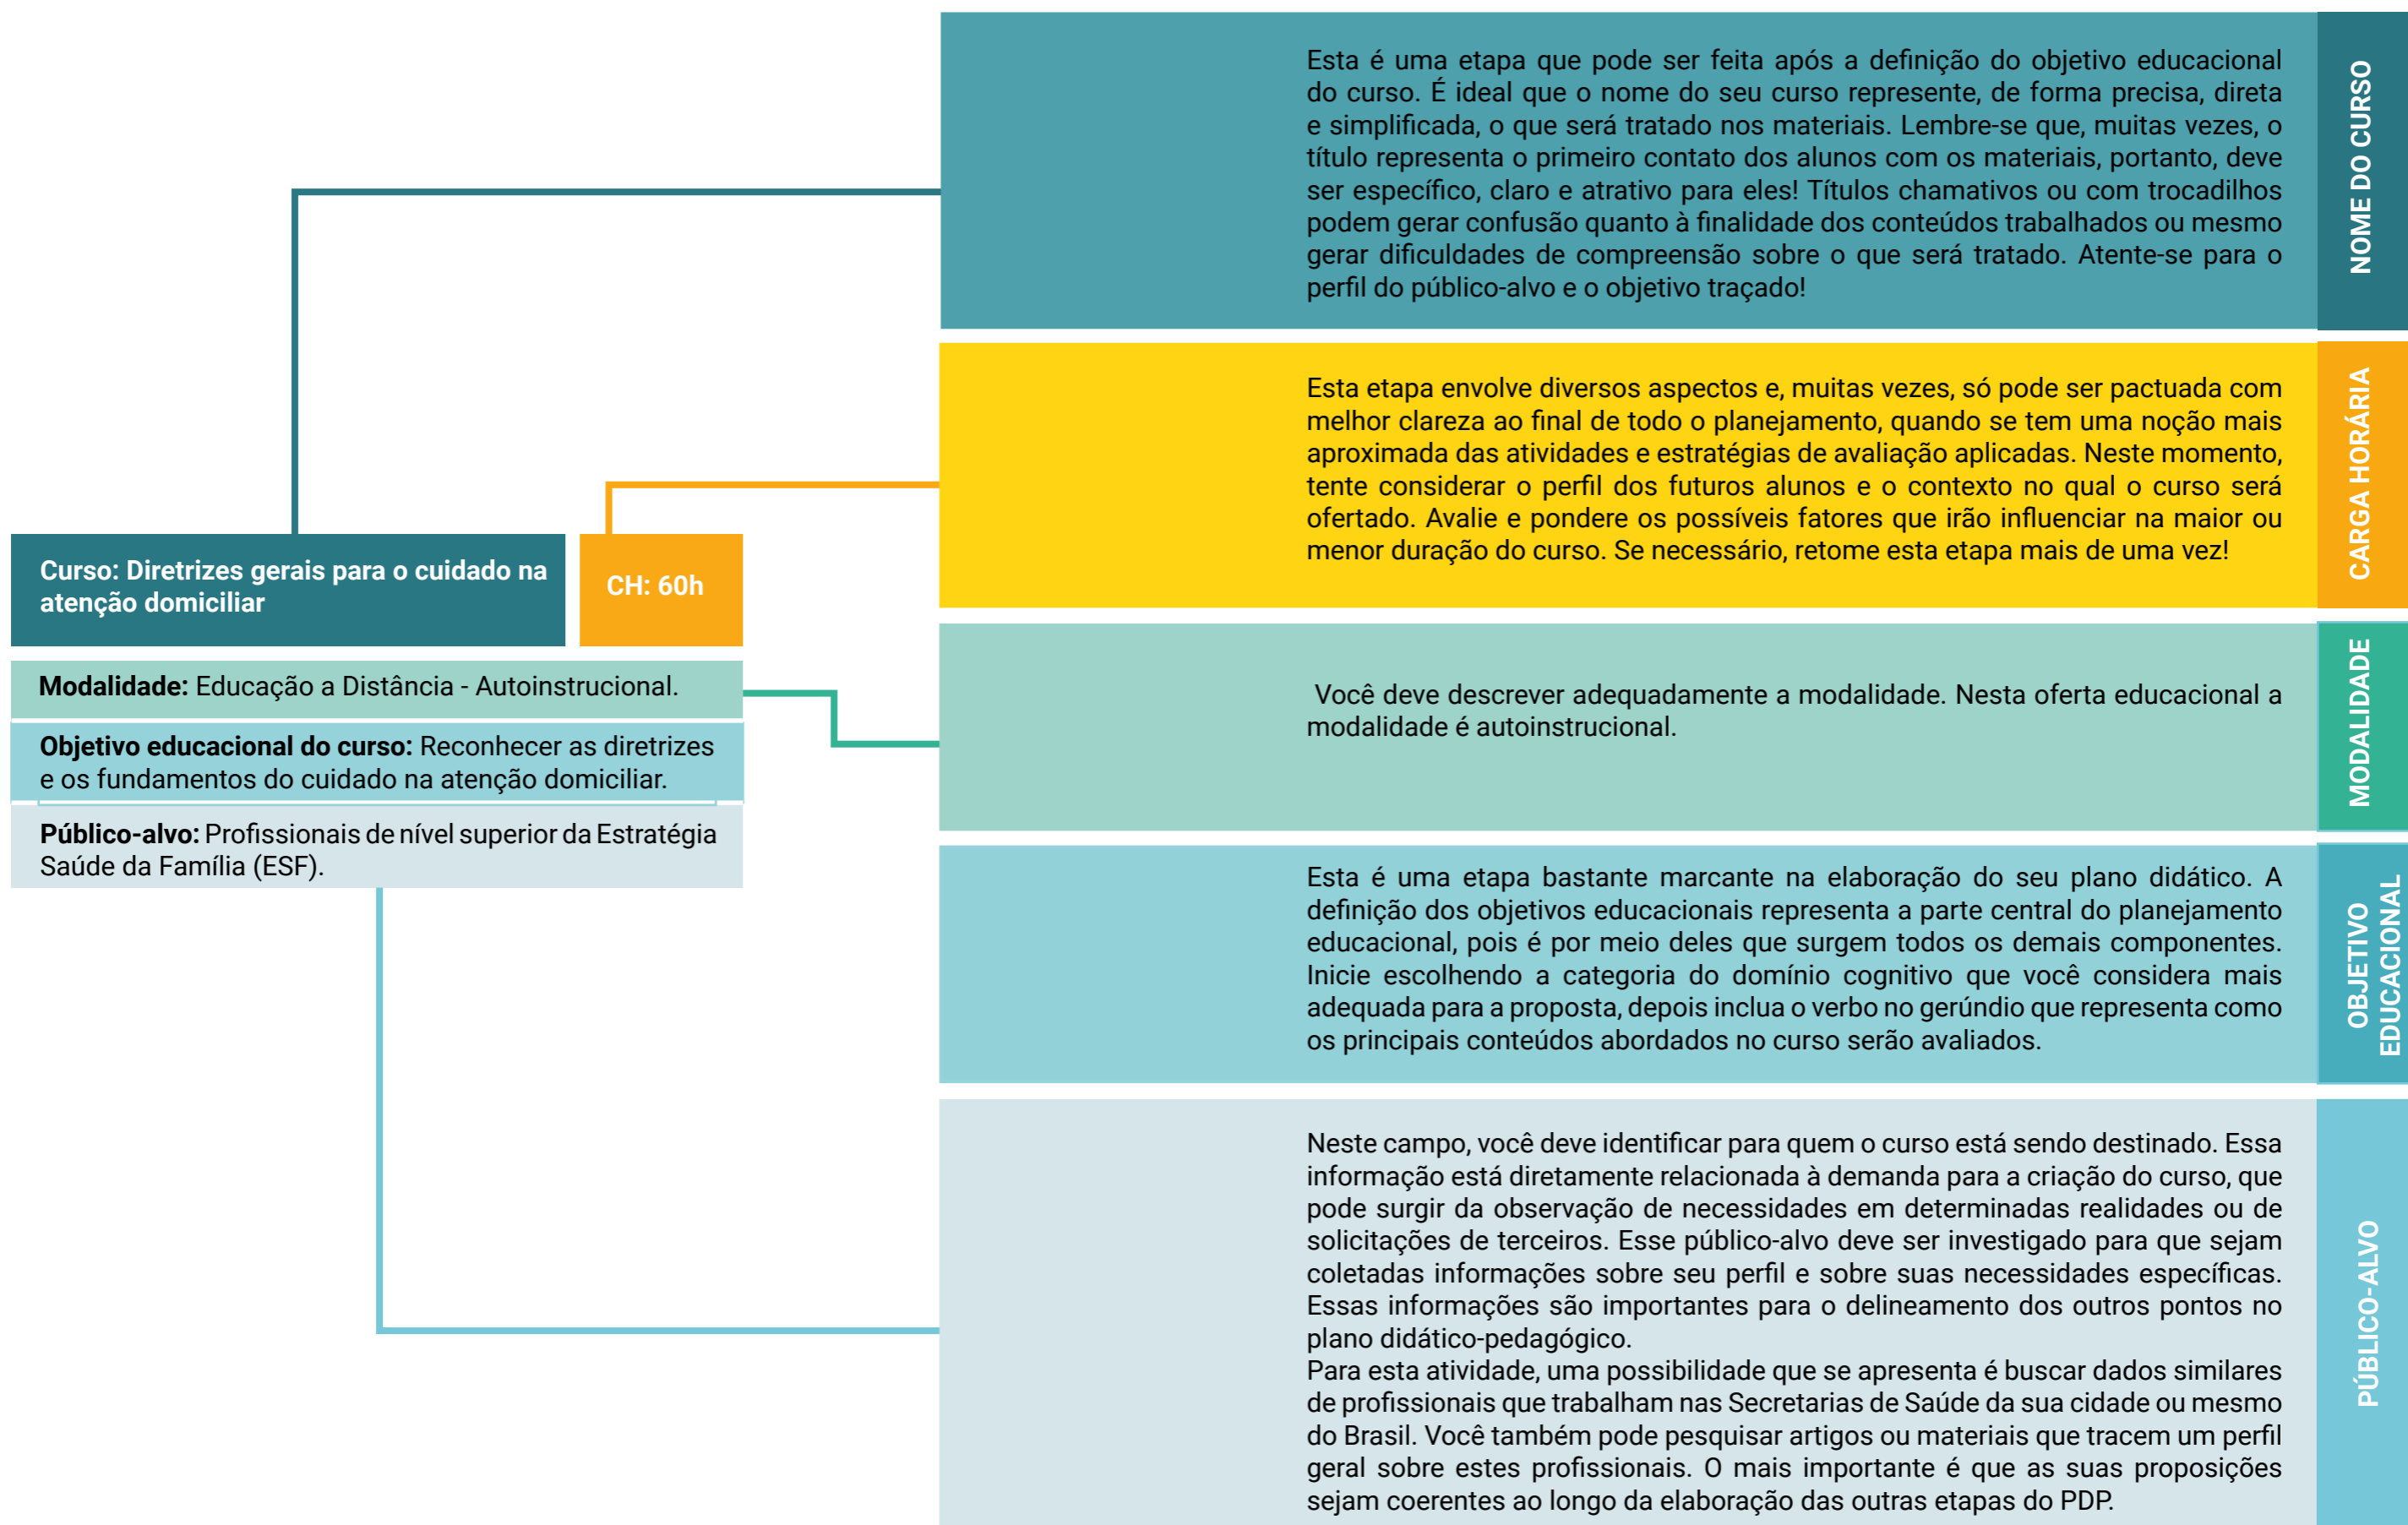 Curso: Diretrizes gerais para o cuidado na
atenção domiciliar
CH: 60h
Modalidade: Educação a Distância - Autoinstrucional.
Objetivo educacional do curso: Reconhecer as diretrizes
e os fundamentos do cuidado na atenção domiciliar.
Público-alvo: Profissionais de nível superior da Estratégia
Saúde da Família (ESF).
Esta é uma etapa que pode ser feita após a definição do objetivo educacional
do curso. É ideal que o nome do seu curso represente, de forma precisa, direta
e simplificada, o que será tratado nos materiais. Lembre-se que, muitas vezes, o
título representa o primeiro contato dos alunos com os materiais, portanto, deve
ser específico, claro e atrativo para eles! Títulos chamativos ou com trocadilhos
podem gerar confusão quanto à finalidade dos conteúdos trabalhados ou mesmo
gerar dificuldades de compreensão sobre o que será tratado. Atente-se para o
perfil do público-alvo e o objetivo traçado!
NOME DO CURSO
Esta etapa envolve diversos aspectos e, muitas vezes, só pode ser pactuada com
melhor clareza ao final de todo o planejamento, quando se tem uma noção mais
aproximada das atividades e estratégias de avaliação aplicadas. Neste momento,
tente considerar o perfil dos futuros alunos e o contexto no qual o curso será
ofertado. Avalie e pondere os possíveis fatores que irão influenciar na maior ou
menor duração do curso. Se necessário, retome esta etapa mais de uma vez!
CARGA HORÁRIA
Você deve descrever adequadamente a modalidade. Nesta oferta educacional a
modalidade é autoinstrucional.
MODALIDADE
Esta é uma etapa bastante marcante na elaboração do seu plano didático. A
definição dos objetivos educacionais representa a parte central do planejamento
educacional, pois é por meio deles que surgem todos os demais componentes.
Inicie escolhendo a categoria do domínio cognitivo que você considera mais
adequada para a proposta, depois inclua o verbo no gerúndio que representa como
os principais conteúdos abordados no curso serão avaliados.
OBJETIVO
EDUCACIONAL
Neste campo, você deve identificar para quem o curso está sendo destinado. Essa
informação está diretamente relacionada à demanda para a criação do curso, que
pode surgir da observação de necessidades em determinadas realidades ou de
solicitações de terceiros. Esse público-alvo deve ser investigado para que sejam
coletadas informações sobre seu perfil e sobre suas necessidades específicas.
Essas informações são importantes para o delineamento dos outros pontos no
plano didático-pedagógico.
Para esta atividade, uma possibilidade que se apresenta é buscar dados similares
de profissionais que trabalham nas Secretarias de Saúde da sua cidade ou mesmo
do Brasil. Você também pode pesquisar artigos ou materiais que tracem um perfil
geral sobre estes profissionais. O mais importante é que as suas proposições
sejam coerentes ao longo da elaboração das outras etapas do PDP.
PÚBLICO-ALVO